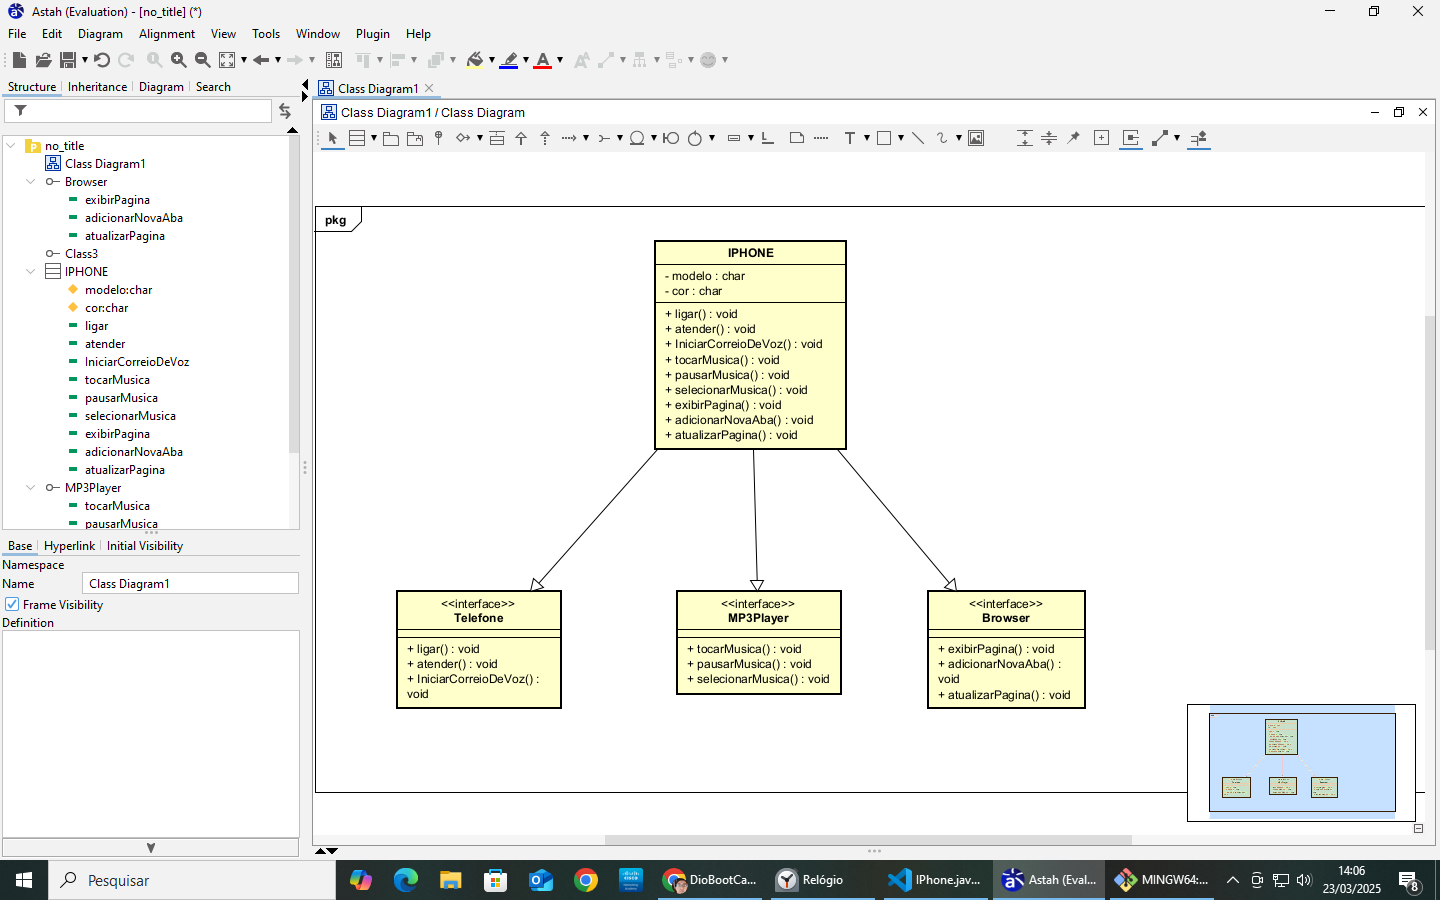 Astah (Evaluation) - [no_title] (*)
File Edit Diagram Alignment View Tools Window Plugin Help
Structure Inheritance Diagram Search
Class Diagram1
Class Diagram1 / Class Diagram
no_title
Class Diagram1
Browser
exibirPagina
adicionarNovaAba
atualizarPagina
Class3
IPHONE
modelo:char
cor:char
ligar
atender
IniciarCorreioDeVoz
tocarMusica
pausarMusica
selecionarMusica
exibirPagina
adicionarNovaAba
atualizarPagina
MP3Player
tocarMusica
pausarMusica
Base Hyperlink Initial Visibility
Namespace
Name Class Diagram1
Frame Visibility
Definition
pkg
IPHONE
- modelo : char
- cor : char
+ ligar() : void
+ atender() : void
+ IniciarCorreioDeVoz() : void
+ tocarMusica() : void
+ pausarMusica() : void
+ selecionarMusica() : void
+ exibirPagina() : void
+ adicionarNovaAba() : void
+ atualizarPagina() : void
<<interface>>
Telefone
+ ligar() : void
+ atender() : void
+ IniciarCorreioDeVoz() :
void
<<interface>>
MP3Player
+ tocarMusica() : void
+ pausarMusica() : void
+ selecionarMusica() : void
<<interface>>
Browser
+ exibirPagina() : void
+ adicionarNovaAba() :
void
+ atualizarPagina() : void
Pesquisar
DioBootCa...
Relógio
IPhone.jav...
Astah (Eval...
MINGW64:...
14:06
23/03/2025
8